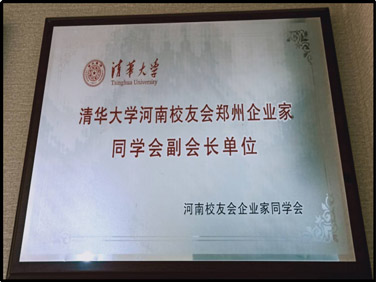 清华大学
Tsinghua University
清华大学河南校友会郑州企业家
同学会副会长单位
河南校友会企业家同学会